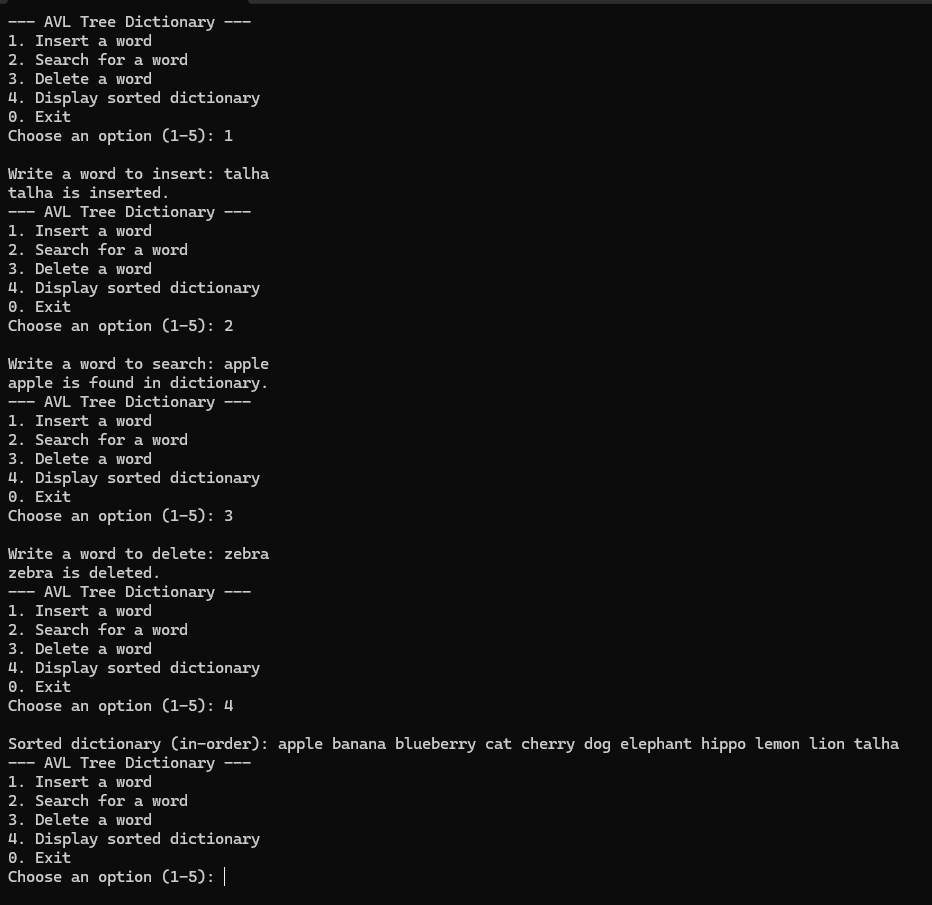 --- AVL Tree Dictionary ---
1. Insert a word
2. Search for a word
3. Delete a word
4. Display sorted dictionary
0. Exit
Choose an option (1-5): 1
Write a word to insert: talha
talha is inserted.
--- AVL Tree Dictionary ---
1. Insert a word
2. Search for a word
3. Delete a word
4. Display sorted dictionary
0. Exit
Choose an option (1-5): 2
Write a word to search: apple
apple is found in dictionary.
--- AVL Tree Dictionary ---
1. Insert a word
2. Search for a word
3. Delete a word
4. Display sorted dictionary
0. Exit
Choose an option (1-5): 3
Write a word to delete: zebra
zebra is deleted.
--- AVL Tree Dictionary ---
1. Insert a word
2. Search for a word
3. Delete a word
4. Display sorted dictionary
0. Exit
Choose an option (1-5): 4
Sorted dictionary (in-order): apple banana blueberry cat cherry dog elephant hippo lemon lion talha
--- AVL Tree Dictionary ---
1. Insert a word
2. Search for a word
3. Delete a word
4. Display sorted dictionary
0. Exit
Choose an option (1-5):